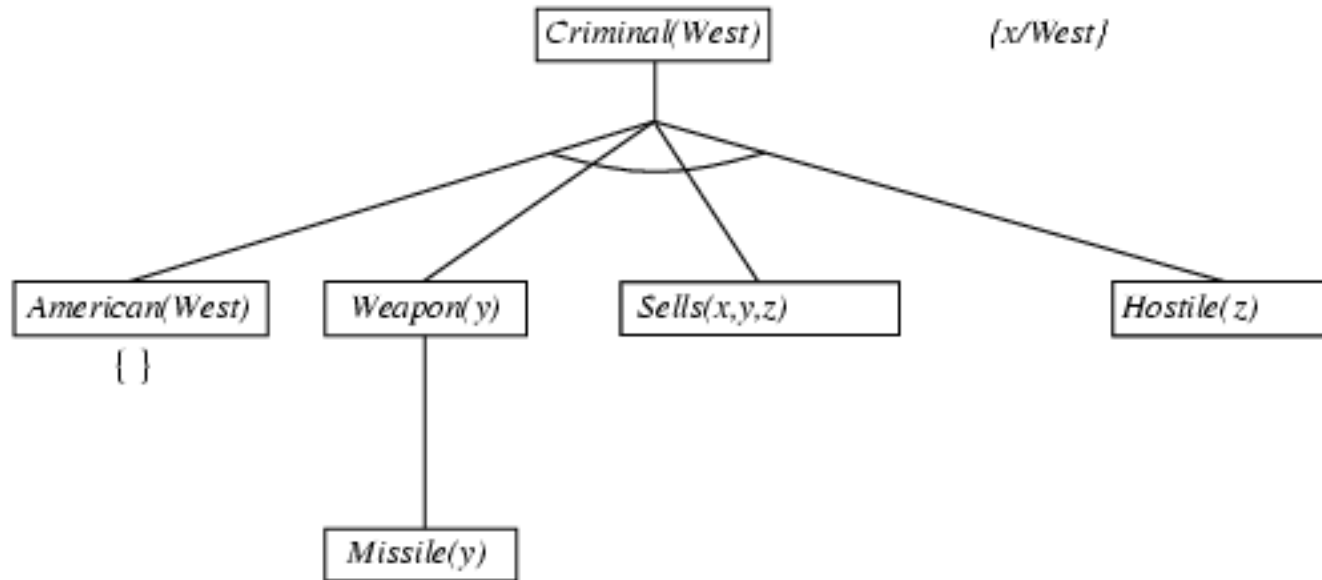 Criminal(West)
{x/West}
American(West)
Weapon(y)
Sells(x,y,z)
Hostile(z)
{ }
Missile(y)